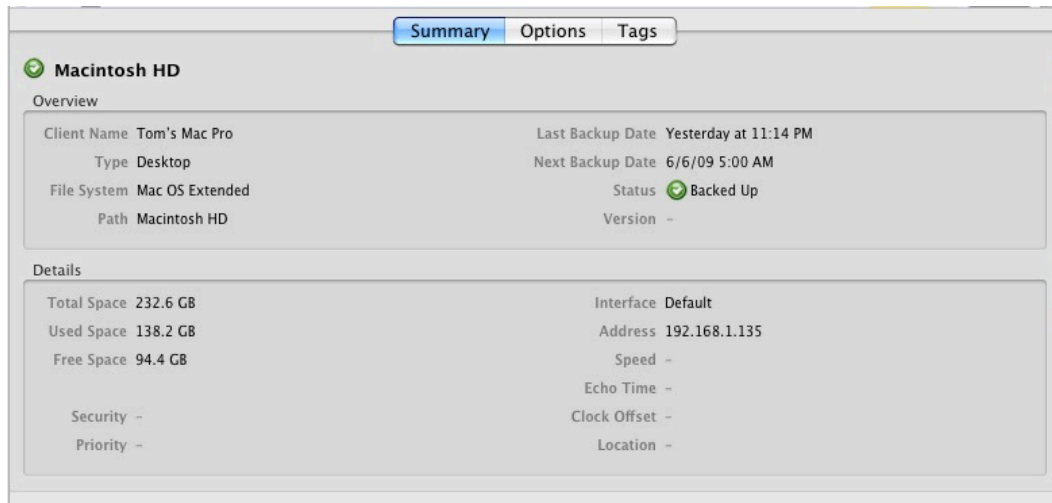 Summary Options Tags
Macintosh HD
Overview
Client Name Tom's Mac Pro
Type Desktop
File System Mac OS Extended
Path Macintosh HD
Last Backup Date Yesterday at 11:14 PM
Next Backup Date 6/6/09 5:00 AM
Status Backed Up
Version -
Details
Total Space 232.6 GB
Used Space 138.2 GB
Free Space 94.4 GB
Security -
Priority -
Interface Default
Address 192.168.1.135
Speed -
Echo Time -
Clock Offset -
Location -